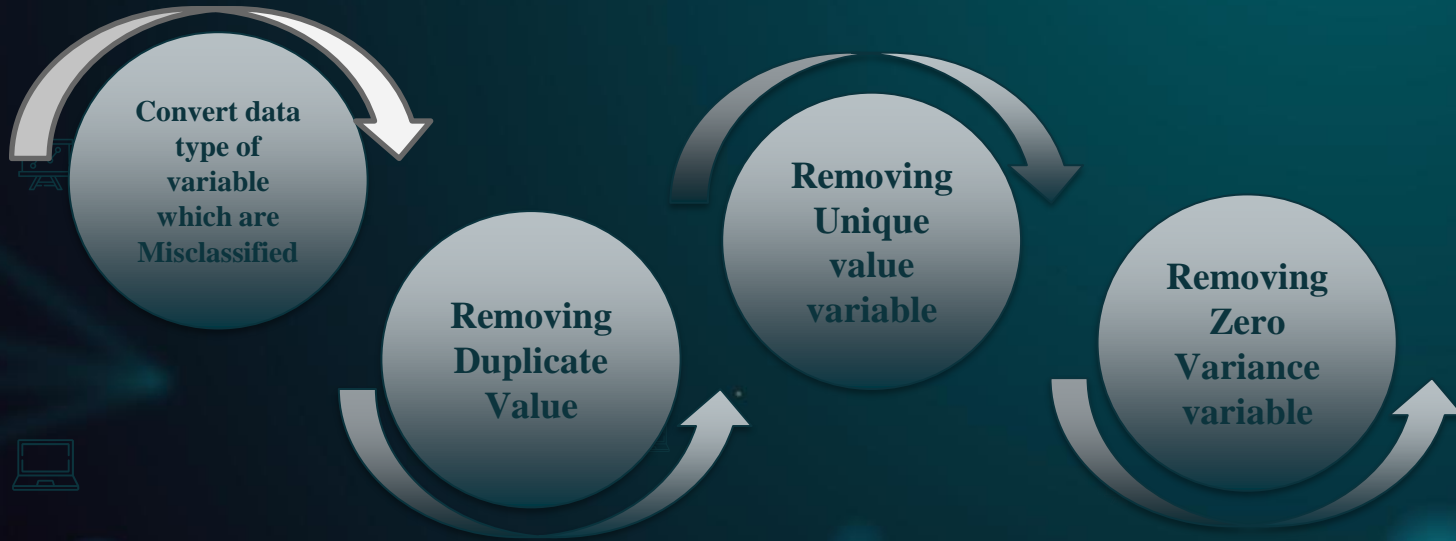 Convert data
type of
variable
which are
Misclassified
Removing
Duplicate
Value
Removing
Unique
value
variable
Removing
Zero
Variance
variable